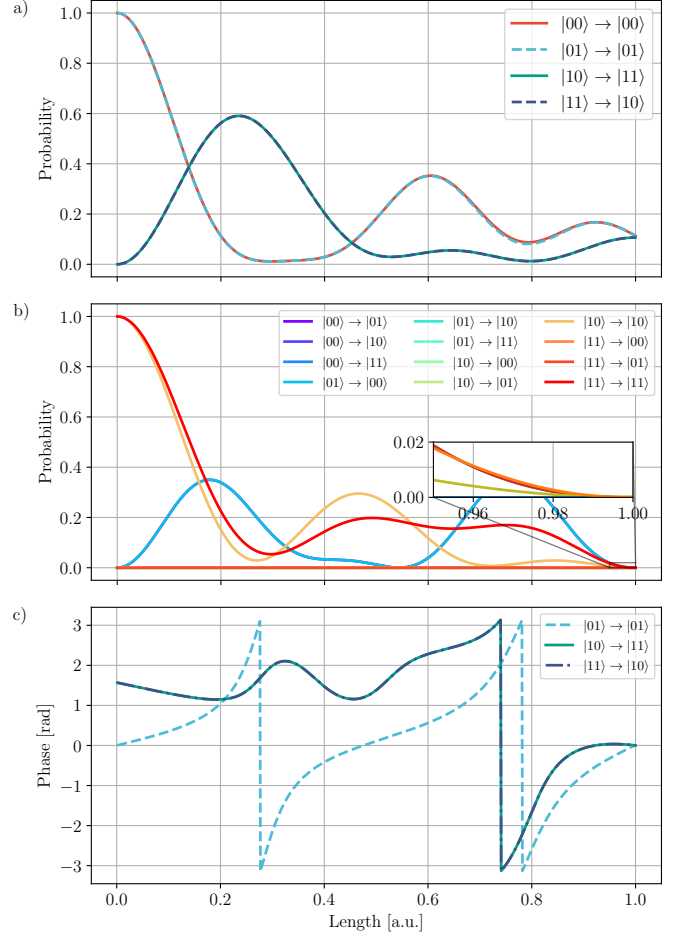 a)
1.0
0.8
0.6
0.4
0.2
0.0
Probability
|00⟩ → |00⟩
|01⟩ → |01⟩
|10⟩ → |11⟩
|11⟩ → |10⟩
b)
1.0
0.8
0.6
0.4
0.2
0.0
Probability
|00⟩ → |01⟩
|00⟩ → |10⟩
|00⟩ → |11⟩
|01⟩ → |00⟩
|01⟩ → |10⟩
|01⟩ → |11⟩
|10⟩ → |00⟩
|10⟩ → |01⟩
|10⟩ → |10⟩
|11⟩ → |00⟩
|11⟩ → |01⟩
|11⟩ → |11⟩
0.02
0.00
0.96 0.98 1.00
c)
3
2
1
0
−1
−2
−3
Phase [rad]
|01⟩ → |01⟩
|10⟩ → |11⟩
|11⟩ → |10⟩
0.0 0.2 0.4 0.6 0.8 1.0
Length [a.u.]